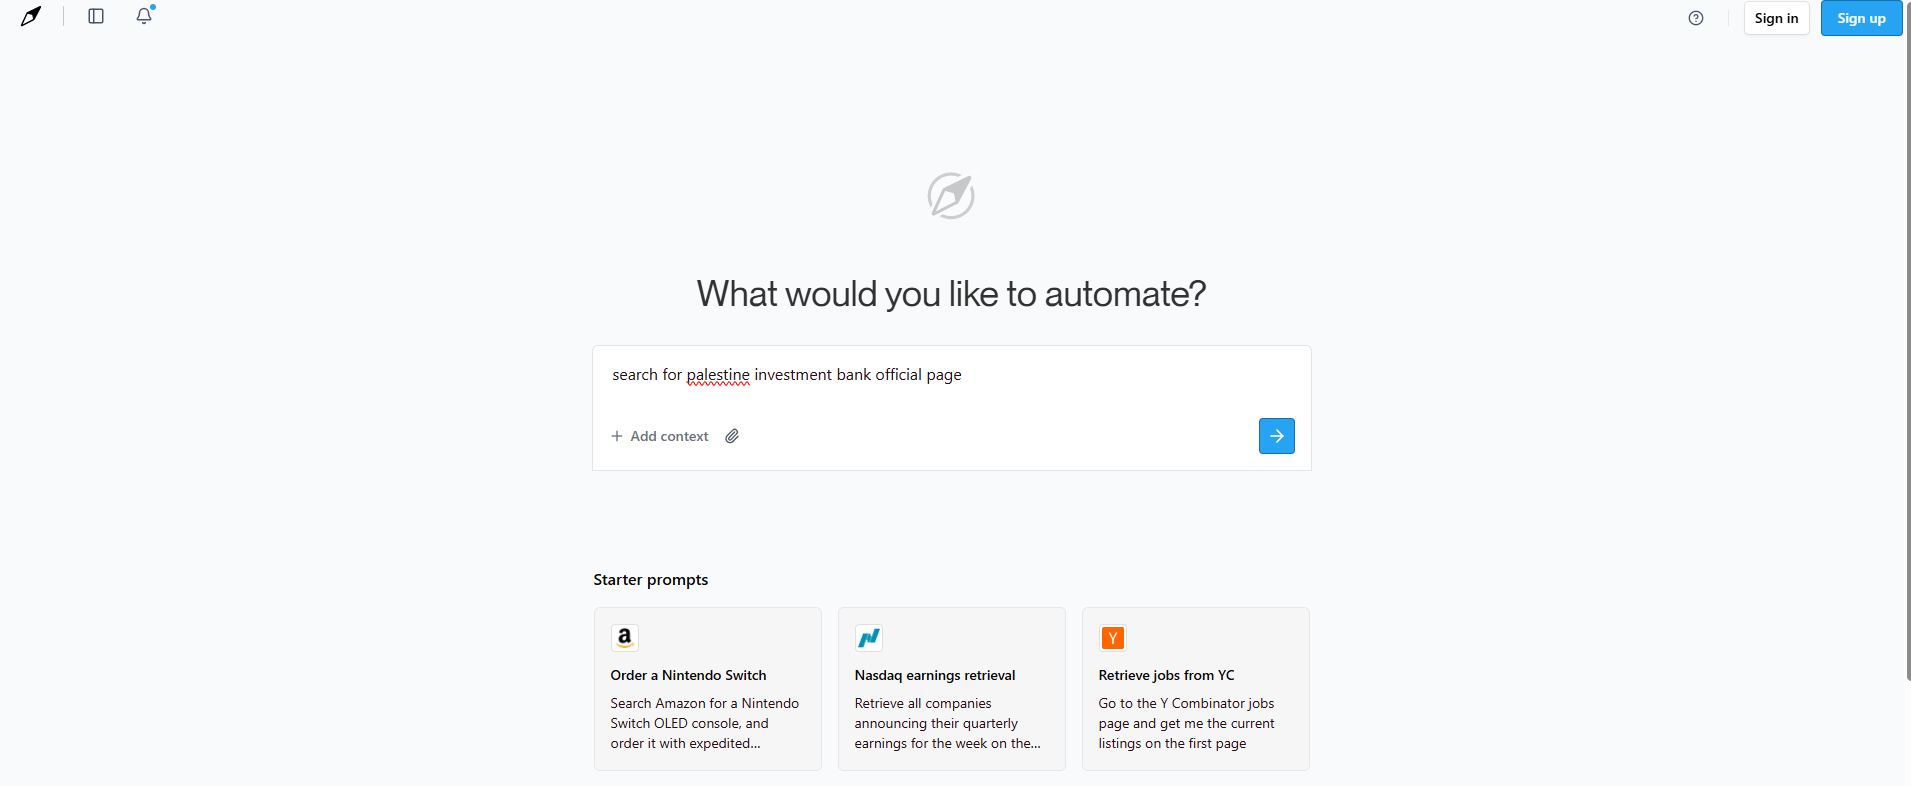 Sign in
Sign up
What would you like to automate?
search for palestine investment bank official page
Add context
Starter prompts
a
Order a Nintendo Switch
Search Amazon for a Nintendo
Switch OLED console, and
order it with expedited...
Nasdaq earnings retrieval
Retrieve all companies
announcing their quarterly
earnings for the week on the...
Y
Retrieve jobs from YC
Go to the Y Combinator jobs
page and get me the current
listings on the first page